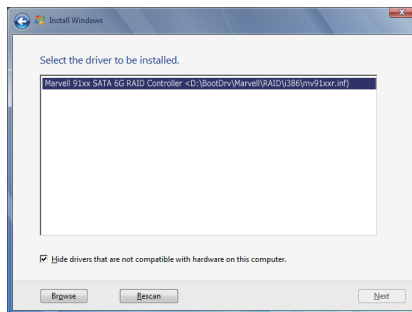 Install Windows
Select the driver to be installed.
Marvell 91xx SATA 6G RAID Controller <D:\BootDrv\Marvell\RAID\i386\mv91xxr.inf)
Hide drivers that are not compatible with hardware on this computer.
Browse Rescan Next